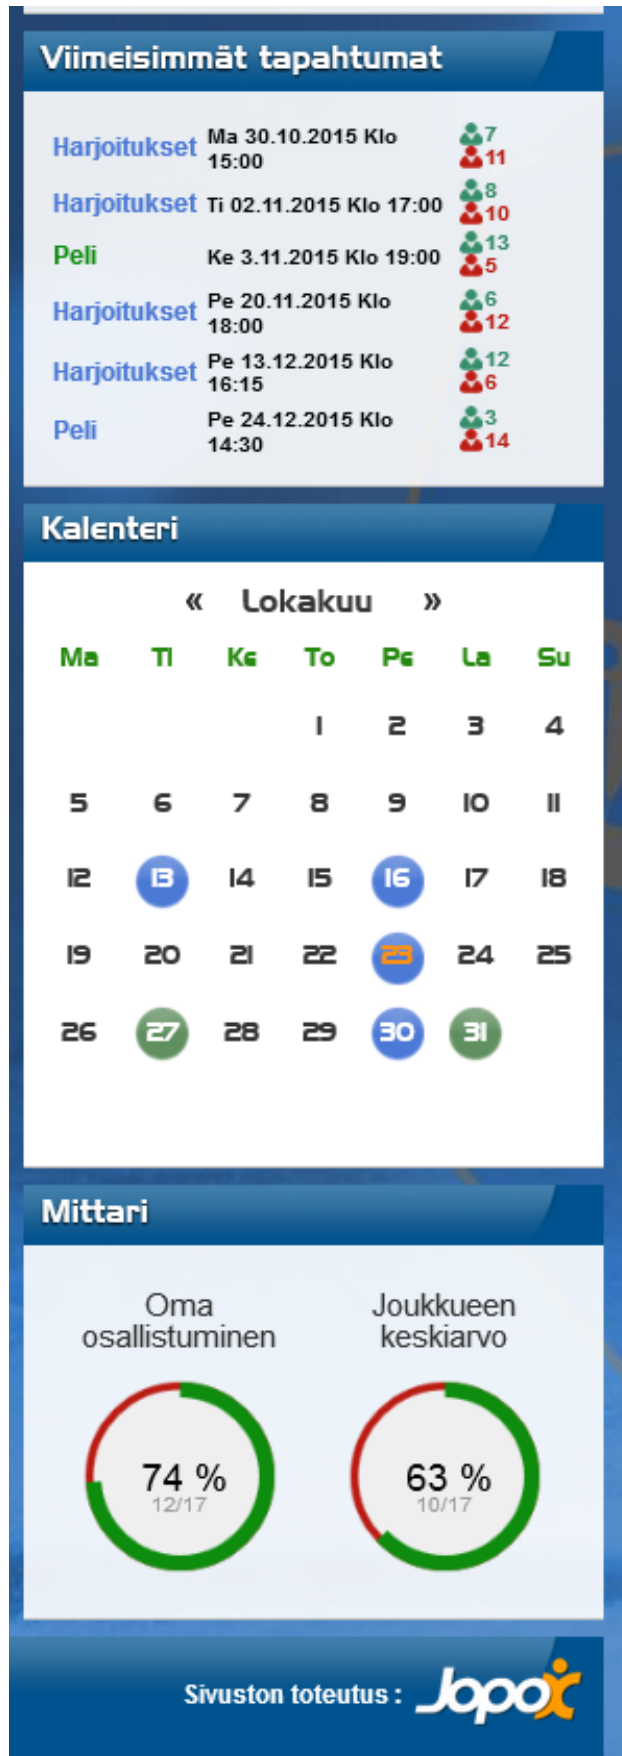 Viimeisimmät tapahtumat
Harjoitukset Ma 30.10.2015 Klo 7
15:00 11
Harjoitukset Ti 02.11.2015 Klo 17:00 8
10
Peli Ke 3.11.2015 Klo 19:00 13
5
Harjoitukset Pe 20.11.2015 Klo 6
18:00 12
Harjoitukset Pe 13.12.2015 Klo 12
16:15 6
Peli Pe 24.12.2015 Klo 3
14:30 14
Kalenteri
« Lokakuu »
Ma Ti Ke To Pe La Su
1 2 3 4
5 6 7 8 9 10 11
12 13 14 15 16 17 18
19 20 21 22 23 24 25
26 27 28 29 30 31
Mittari
Oma Joukkueen
osallistuminen keskiarvo
74 % 63 %
12/17 10/17
Sivuston toteutus : Jopox